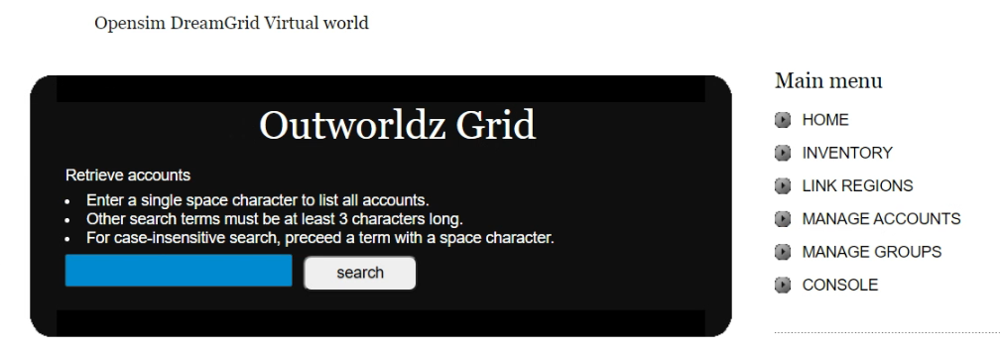 Opensim DreamGrid Virtual world
Outworldz Grid
Retrieve accounts
Enter a single space character to list all accounts.
Other search terms must be at least 3 characters long.
For case-insensitive search, preceed a term with a space character.
search
Main menu
HOME
INVENTORY
LINK REGIONS
MANAGE ACCOUNTS
MANAGE GROUPS
CONSOLE